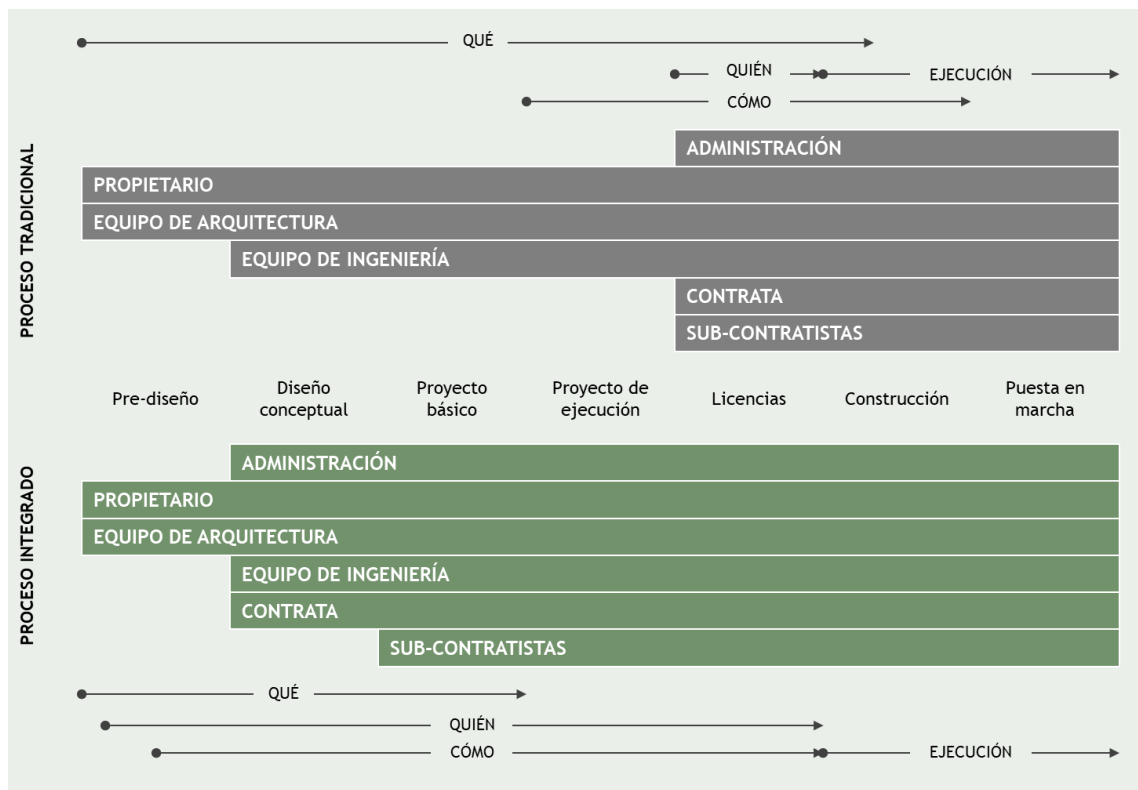 QUÉ
QUIÉN
EJECUCIÓN
CÓMO
PROCESO TRADICIONAL
ADMINISTRACIÓN
PROPIETARIO
EQUIPO DE ARQUITECTURA
EQUIPO DE INGENIERÍA
CONTRATA
SUB-CONTRATISTAS
Pre-diseño
Diseño
conceptual
Proyecto
básico
Proyecto de
ejecución
Licencias
Construcción
Puesta en
marcha
PROCESO INTEGRADO
ADMINISTRACIÓN
PROPIETARIO
EQUIPO DE ARQUITECTURA
EQUIPO DE INGENIERÍA
CONTRATA
SUB-CONTRATISTAS
QUÉ
QUIÉN
CÓMO
EJECUCIÓN